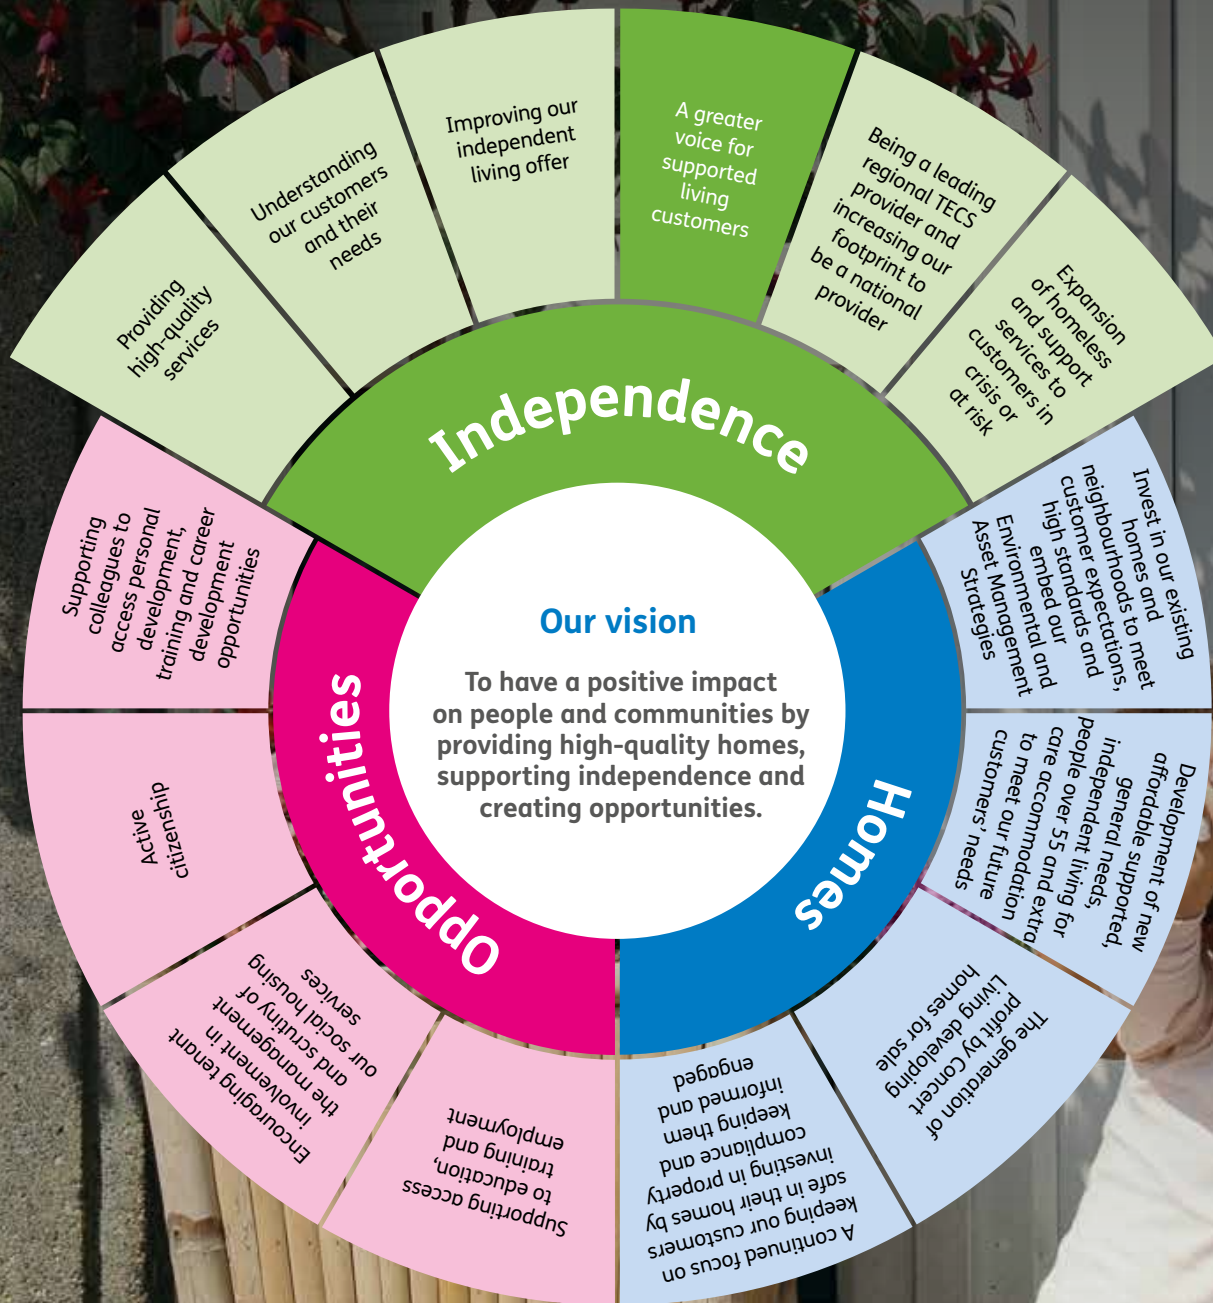 Our vision
To have a positive impact
on people and communities by
providing high-quality homes,
supporting independence and
creating opportunities.
Independence
Providing
high-quality
services
Understanding
our customers
and their
needs
Improving our
independent
living offer
A greater
voice for
supported
living
customers
Being a leading
regional TECS
provider and
increasing our
footprint to
be a national
provider
Expansion
of homeless
and support
services to
customers in
crisis or
at risk
Homes
Invest in our existing
homes and
neighbourhoods to meet
customer expectations,
high standards and
embed our
Environmental and
Asset Management
Strategies
Development of new
affordable supported,
general needs,
independent living for
people over 55 and extra
care accommodation
to meet our future
customers' needs
The generation of
profit by Concert
Living developing
homes for sale
A continued focus on
keeping our customers
safe in their homes by
investing in property
compliance and
keeping them
informed and
engaged
Opportunities
Supporting access
to education,
training and
employment
Encouraging tenant
involvement in
the management
and scrutiny of
our social housing
services
Active
citizenship
Supporting
colleagues to
access personal
development,
training and career
development
opportunities